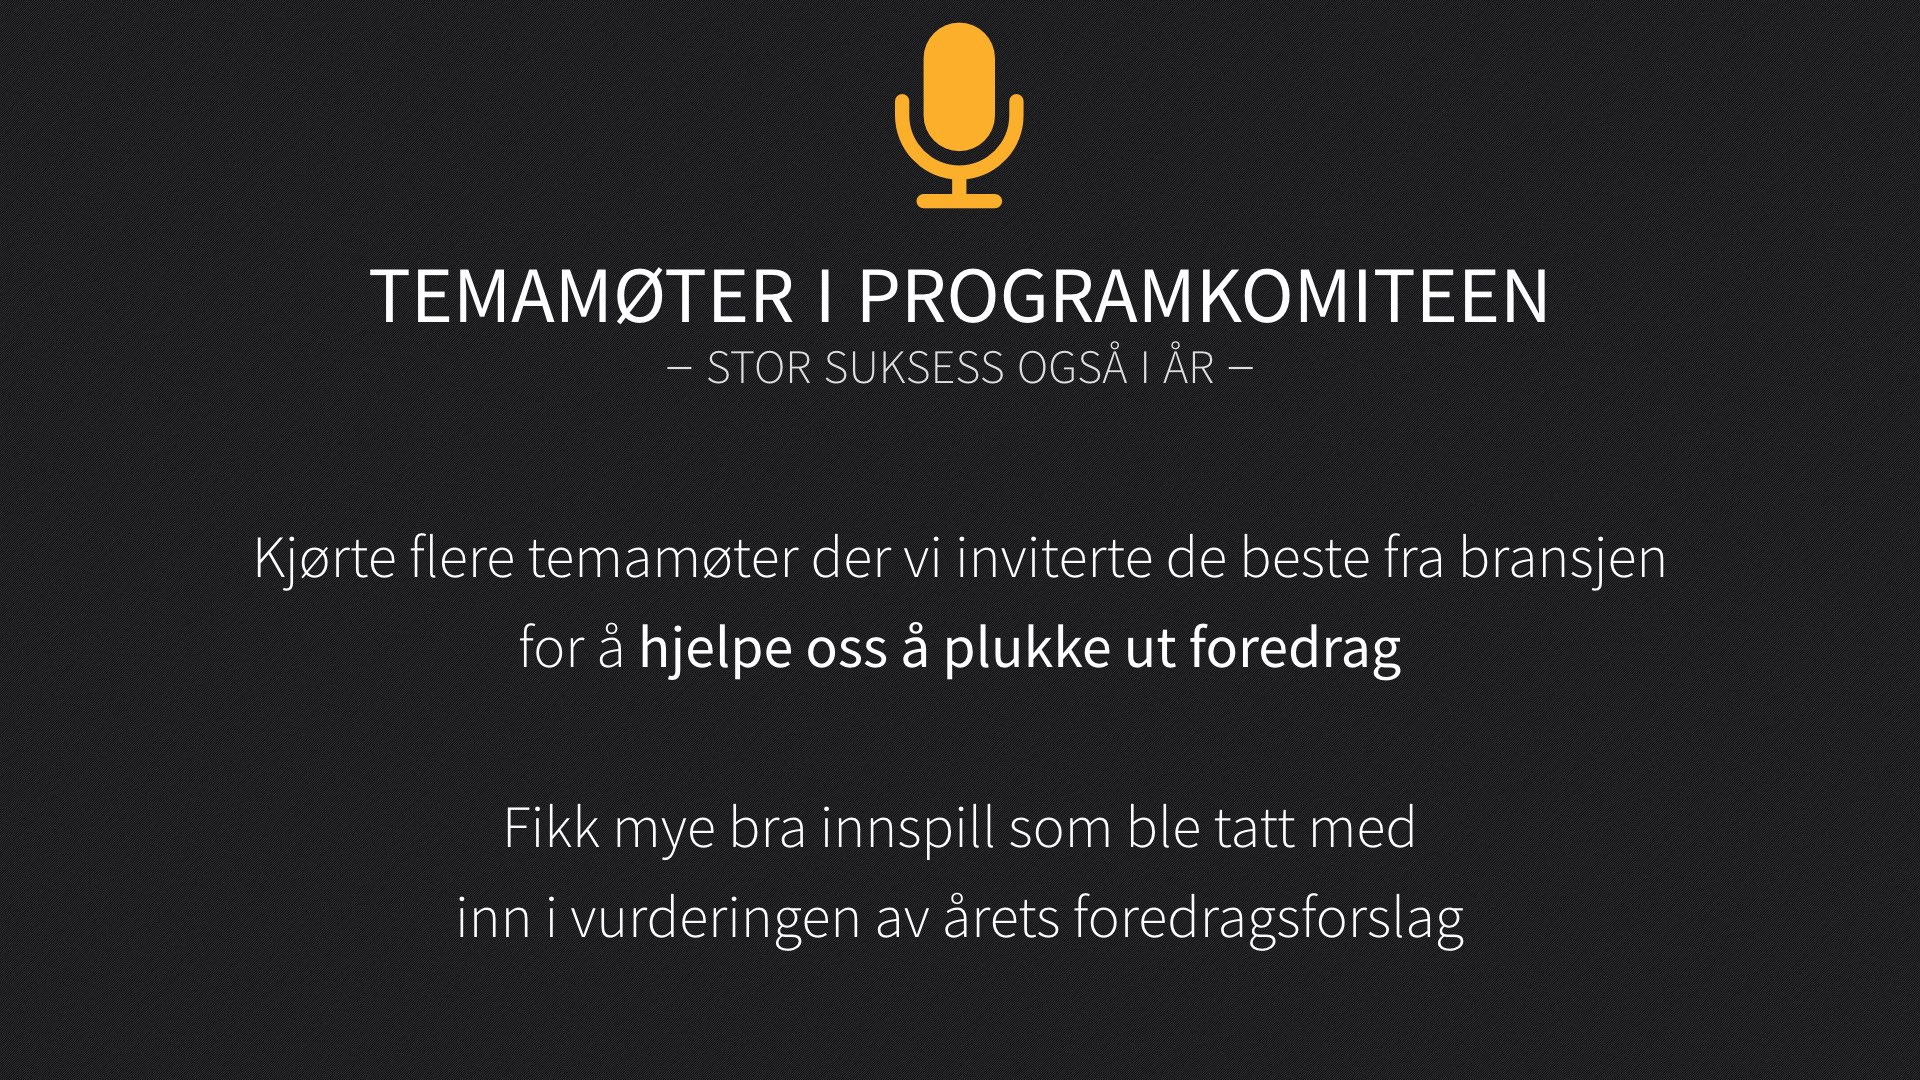 TEMAMØTER I PROGRAMKOMITEEN
– STOR SUKSESS OGSÅ I ÅR –
Kjørte flere temamøter der vi inviterte de beste fra bransjen
for å hjelpe oss å plukke ut foredrag
Fikk mye bra innspill som ble tatt med
inn i vurderingen av årets foredragsforslag